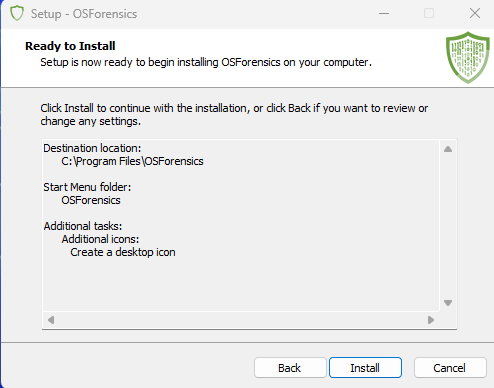 Setup - OSForensics
Ready to Install
Setup is now ready to begin installing OSForensics on your computer.
Click Install to continue with the installation, or click Back if you want to review or
change any settings.
Destination location:
C:\Program Files\OSForensics
Start Menu folder:
OSForensics
Additional tasks:
Additional icons:
Create a desktop icon
Back
Install
Cancel